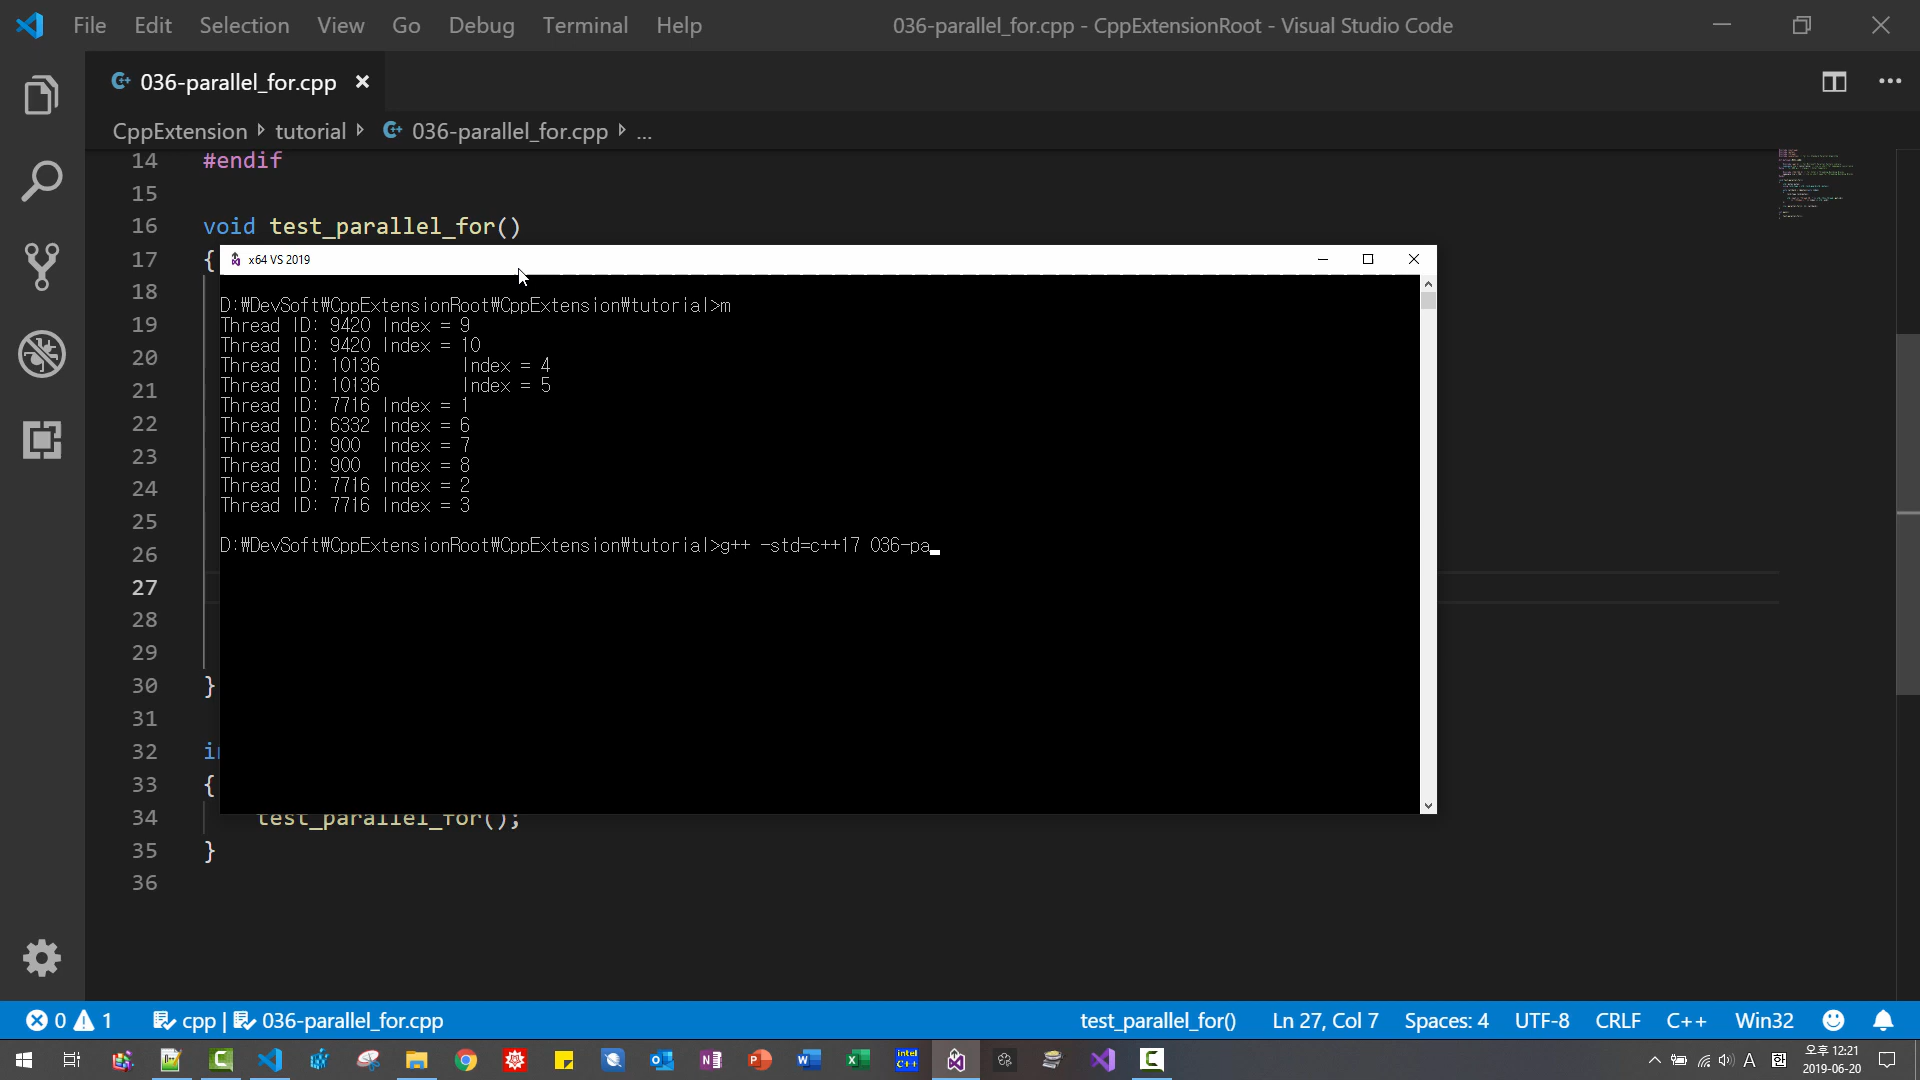 File Edit Selection View Go Debug Terminal Help 036-parallel_for.cpp - CppExtensionRoot - Visual Studio Code
036-parallel_for.cpp
CppExtension tutorial 036-parallel_for.cpp ...
14 #endif
15
16 void test_parallel_for()
17 {
x64 VS 2019
18
D:₩DevSoft₩CppExtensionRoot₩CppExtension₩tutorial>m
19 Thread ID: 9420 Index = 9
Thread ID: 9420 Index = 10
20 Thread ID: 10136 Index = 4
21 Thread ID: 10136 Index = 5
Thread ID: 7716 Index = 1
22 Thread ID: 6332 Index = 6
Thread ID: 900 Index = 7
23 Thread ID: 900 Index = 8
24 Thread ID: 7716 Index = 2
Thread ID: 7716 Index = 3
25
26 D:₩DevSoft₩CppExtensionRoot₩CppExtension₩tutorial>g++ -std=c++17 036-pa
27
28
29
30 }
31
32 i
33 {
34 test_parallel_for();
35 }
36
0 1 cpp | 036-parallel_for.cpp test_parallel_for() Ln 27, Col 7 Spaces: 4 UTF-8 CRLF C++ Win32
intel C++
A 오후 12:21
2019-06-20